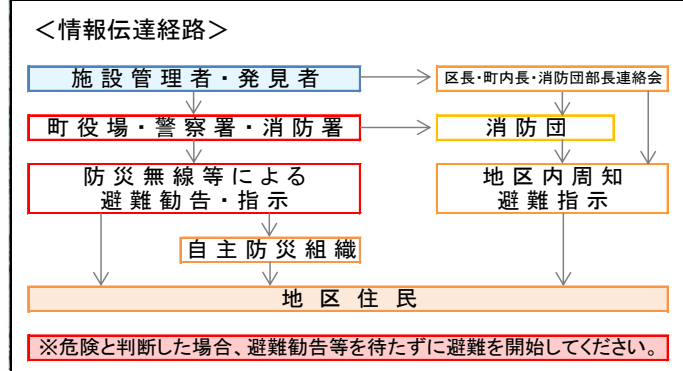 ＜情報伝達経路＞
施設管理者・発見者
区長・町内長・消防団部長連絡会
町役場・警察署・消防署
消防団
防災無線等による
避難勧告・指示
地区内周知
避難指示
自主防災組織
地区住民
※危険と判断した場合、避難勧告等を待たずに避難を開始してください。